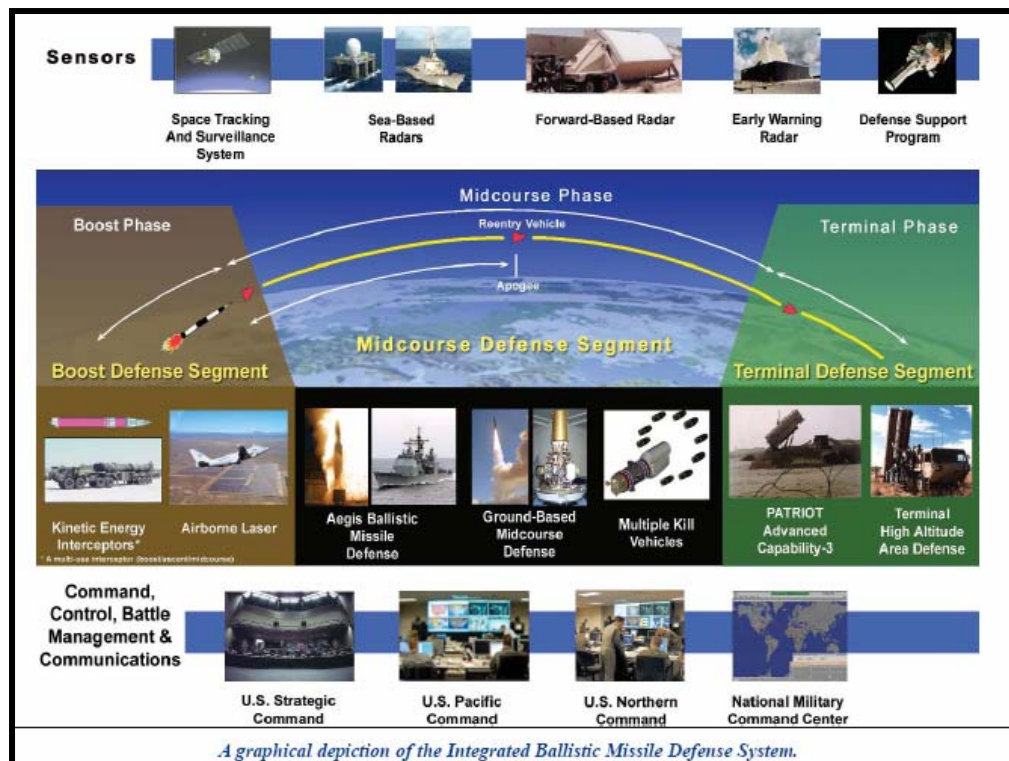 Sensors
Space Tracking
And Surveillance
System
Sea-Based
Radars
Forward-Based Radar
Early Warning
Radar
Defense Support
Program
Midcourse Phase
Boost Phase
Reentry Vehicle
Terminal Phase
Apogee
Midcourse Defense Segment
Boost Defense Segment
Terminal Defense Segment
Kinetic Energy
Interceptors*
* A multi-use interceptor (boost/ascent/midcourse)
Airborne Laser
Aegis Ballistic
Missile
Defense
Ground-Based
Midcourse
Defense
Multiple Kill
Vehicles
PATRIOT
Advanced
Capability-3
Terminal
High Altitude
Area Defense
Command,
Control, Battle
Management &
Communications
U.S. Strategic
Command
U.S. Pacific
Command
U.S. Northern
Command
National Military
Command Center
A graphical depiction of the Integrated Ballistic Missile Defense System.